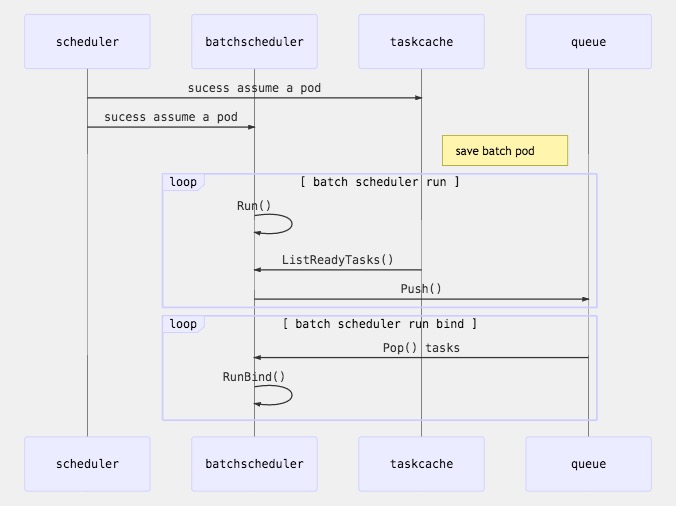 scheduler
batchscheduler
taskcache
queue
sucess assume a pod
sucess assume a pod
save batch pod
loop
[ batch scheduler run ]
Run()
ListReadyTasks()
Push()
loop
[ batch scheduler run bind ]
Pop() tasks
RunBind()
scheduler
batchscheduler
taskcache
queue